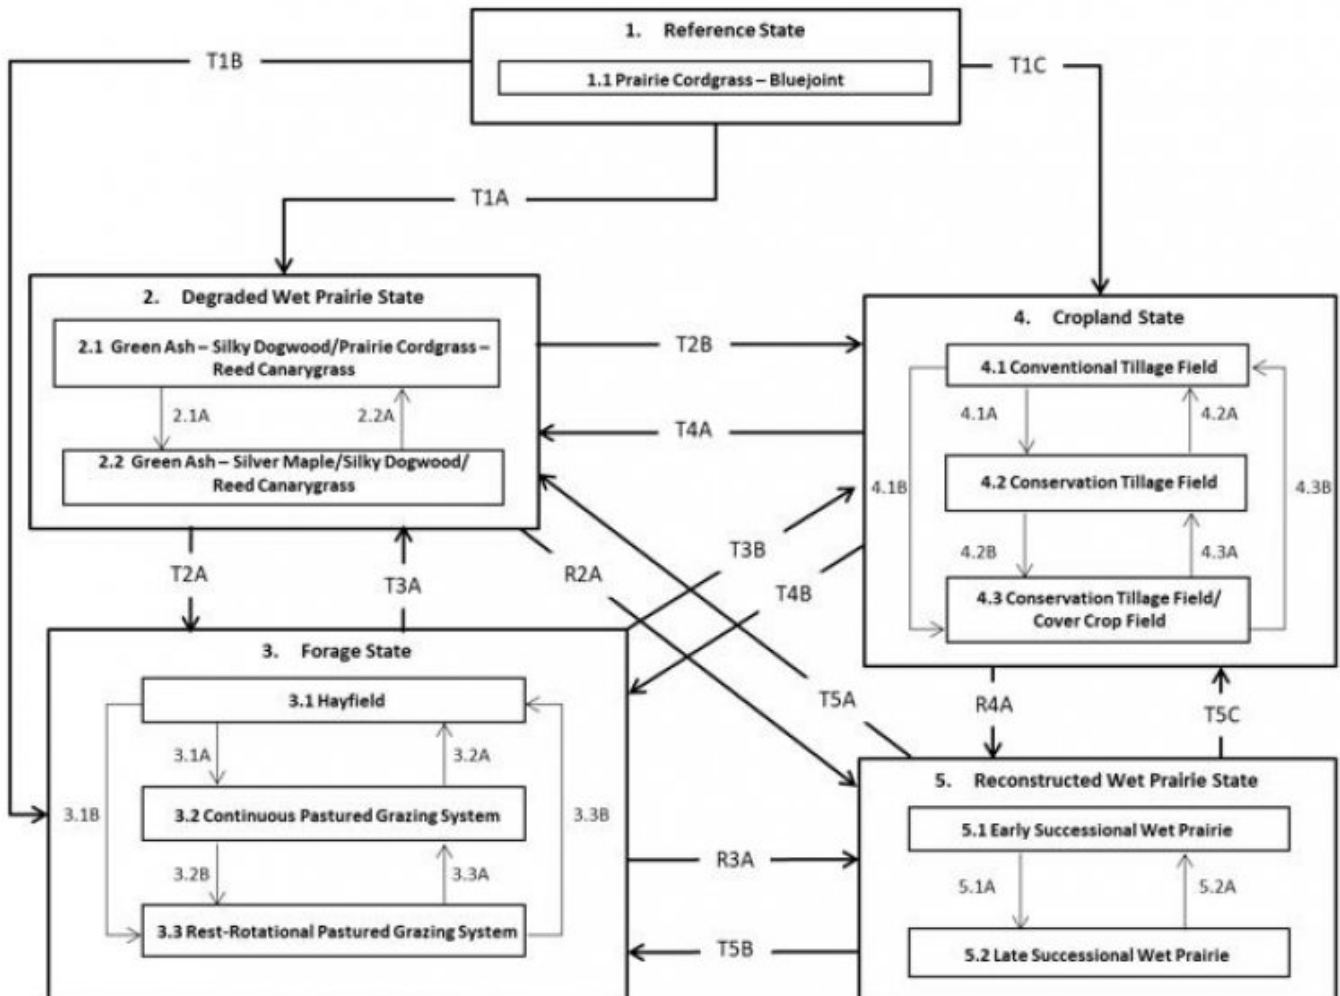 1. Reference State
T1B
T1C
1.1 Prairie Cordgrass – Bluejoint
T1A
2. Degraded Wet Prairie State
2.1 Green Ash – Silky Dogwood/Prairie Cordgrass –
Reed Canarygrass
2.1A
2.2A
2.2 Green Ash – Silver Maple/Silky Dogwood/
Reed Canarygrass
T2B
T4A
4. Cropland State
4.1 Conventional Tillage Field
4.1A
4.2A
4.1B
4.2 Conservation Tillage Field
4.3B
4.2B
4.3A
4.3 Conservation Tillage Field/
Cover Crop Field
T2A
T3A
R2A
T3B
T4B
T5A
R4A
T5C
3. Forage State
3.1 Hayfield
3.1A
3.2A
3.1B
3.2 Continuous Pastured Grazing System
3.3B
3.2B
3.3A
3.3 Rest-Rotational Pastured Grazing System
R3A
T5B
5. Reconstructed Wet Prairie State
5.1 Early Successional Wet Prairie
5.1A
5.2A
5.2 Late Successional Wet Prairie